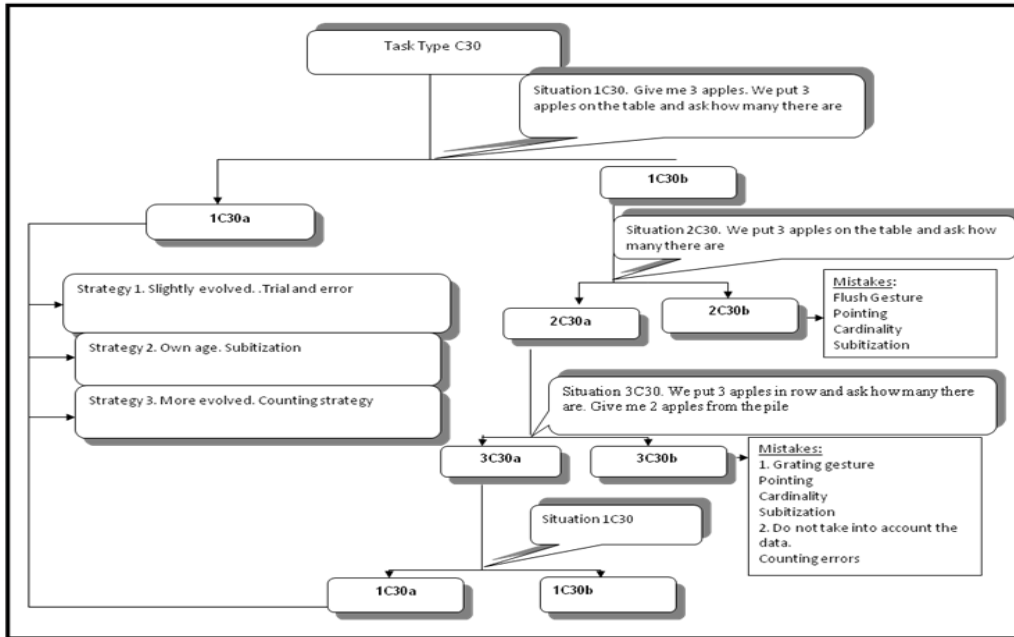 Task Type C30
Situation 1C30. Give me 3 apples. We put 3
apples on the table and ask how many there are
1C30b
1C30a
Situation 2C30. We put 3 apples on the table and ask how
many there are
Strategy 1. Slightly evolved. .Trial and error
2C30a
2C30b
Mistakes:
Flush Gesture
Pointing
Cardinality
Subitization
Strategy 2. Own age. Subitization
Strategy 3. More evolved. Counting strategy
Situation 3C30. We put 3 apples in row and ask how many there
are. Give me 2 apples from the pile
3C30a
3C30b
Mistakes:
1. Grating gesture
Pointing
Cardinality
Subitization
2. Do not take into account the
data.
Counting errors
Situation 1C30
1C30a
1C30b